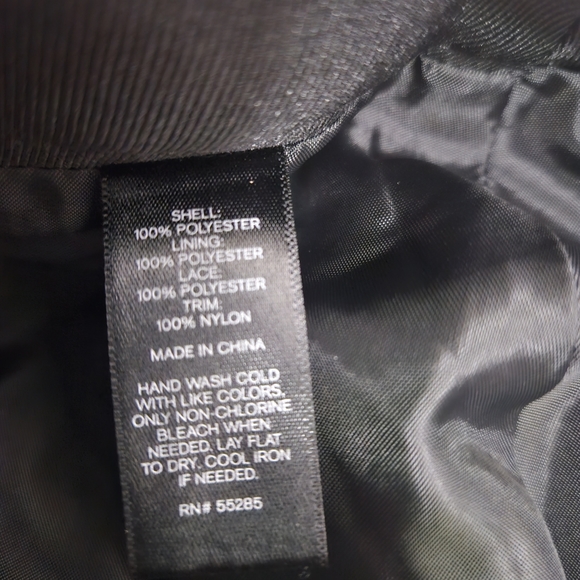 SHELL:
100% POLYESTER
LINING:
100% POLYESTER
LACE:
100% POLYESTER
TRIM:
100% NYLON
MADE IN CHINA
HAND WASH COLD
WITH LIKE COLORS,
ONLY NON-CHLORINE
BLEACH WHEN
NEEDED. LAY FLAT
TO DRY. COOL IRON
IF NEEDED.
RN# 55285